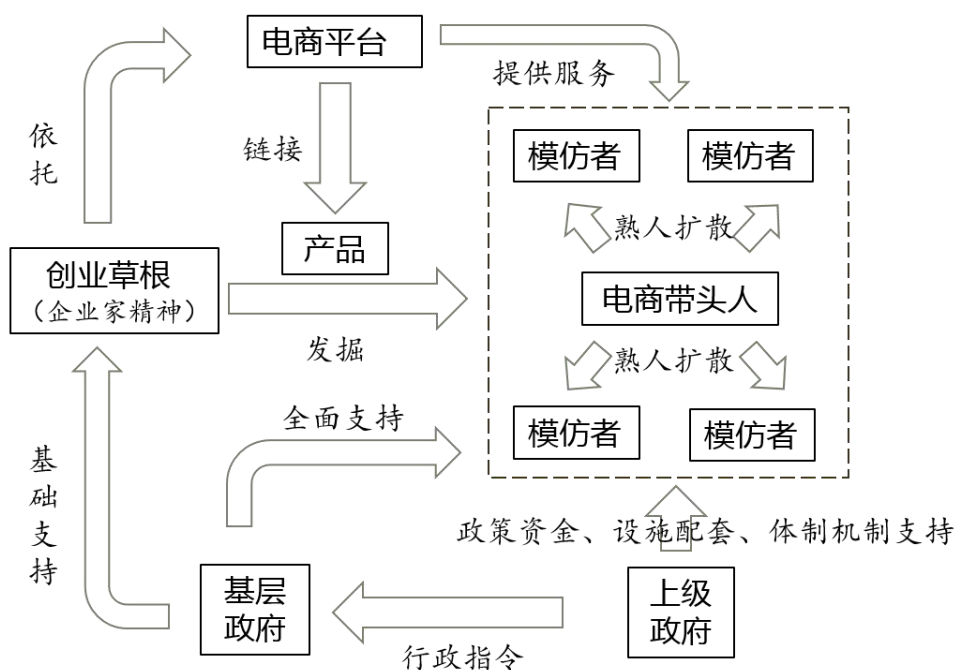 电商平台
提供服务
依托
链接
模仿者
模仿者
熟人扩散
产品
创业草根
（企业家精神）
电商带头人
发掘
熟人扩散
全面支持
模仿者
模仿者
基础支持
政策资金、设施配套、体制机制支持
基层
政府
上级
政府
行政指令